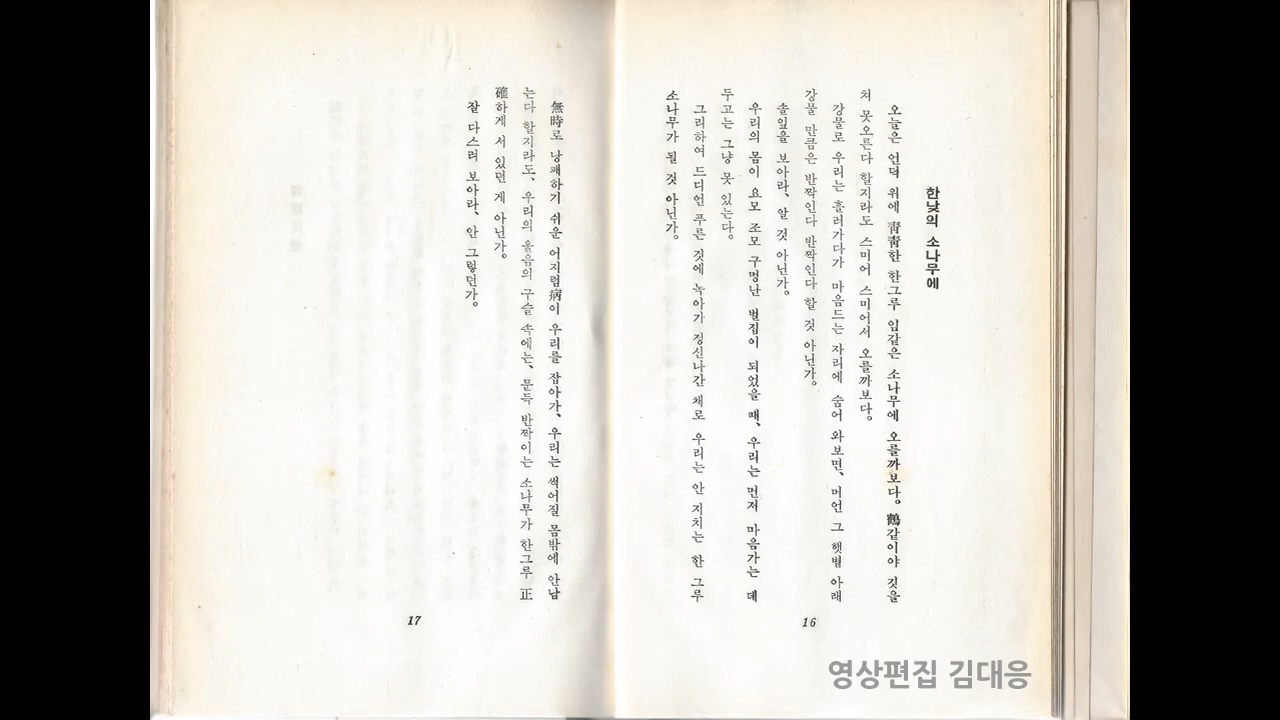 한낮의 소나무에
오늘은 언덕 위에 靑靑한 한그루 임같은 소나무에 오를까보다。 鶴같이야 깃을
쳐 못오른다 할지라도 스미어 스미어서 오를까보다。
강물로 우리는 흘러가다가 마음드는 자리에 숨어 와보면、 머언 그 햇볕 아래
강물 만큼은 반짝인다 반짝인다 할 것 아닌가。
솔잎을 보아라、 알 것 아닌가。
우리의 몸이 요모 조모 구멍난 벌집이 되었을 때、 우리는 먼저 마음가는 데
두고는 그냥 못 있는다。
그리하여 드디언 푸른 것에 녹아가 정신나간 채로 우리는 안 지치는 한 그루
소나무가 될 것 아닌가。
16
無時로 낭패하기 쉬운 어지럼病이 우리를 잡아가、 우리는 썩어질 몸밖에 안남
는다 할지라도、 우리의 울음의 구슬 속에는、 문득 반짝이는 소나무가 한그루 正
確하게 서 있던 게 아닌가。
잘 다스려 보아라、 안 그렇던가。
17
영상편집 김대응